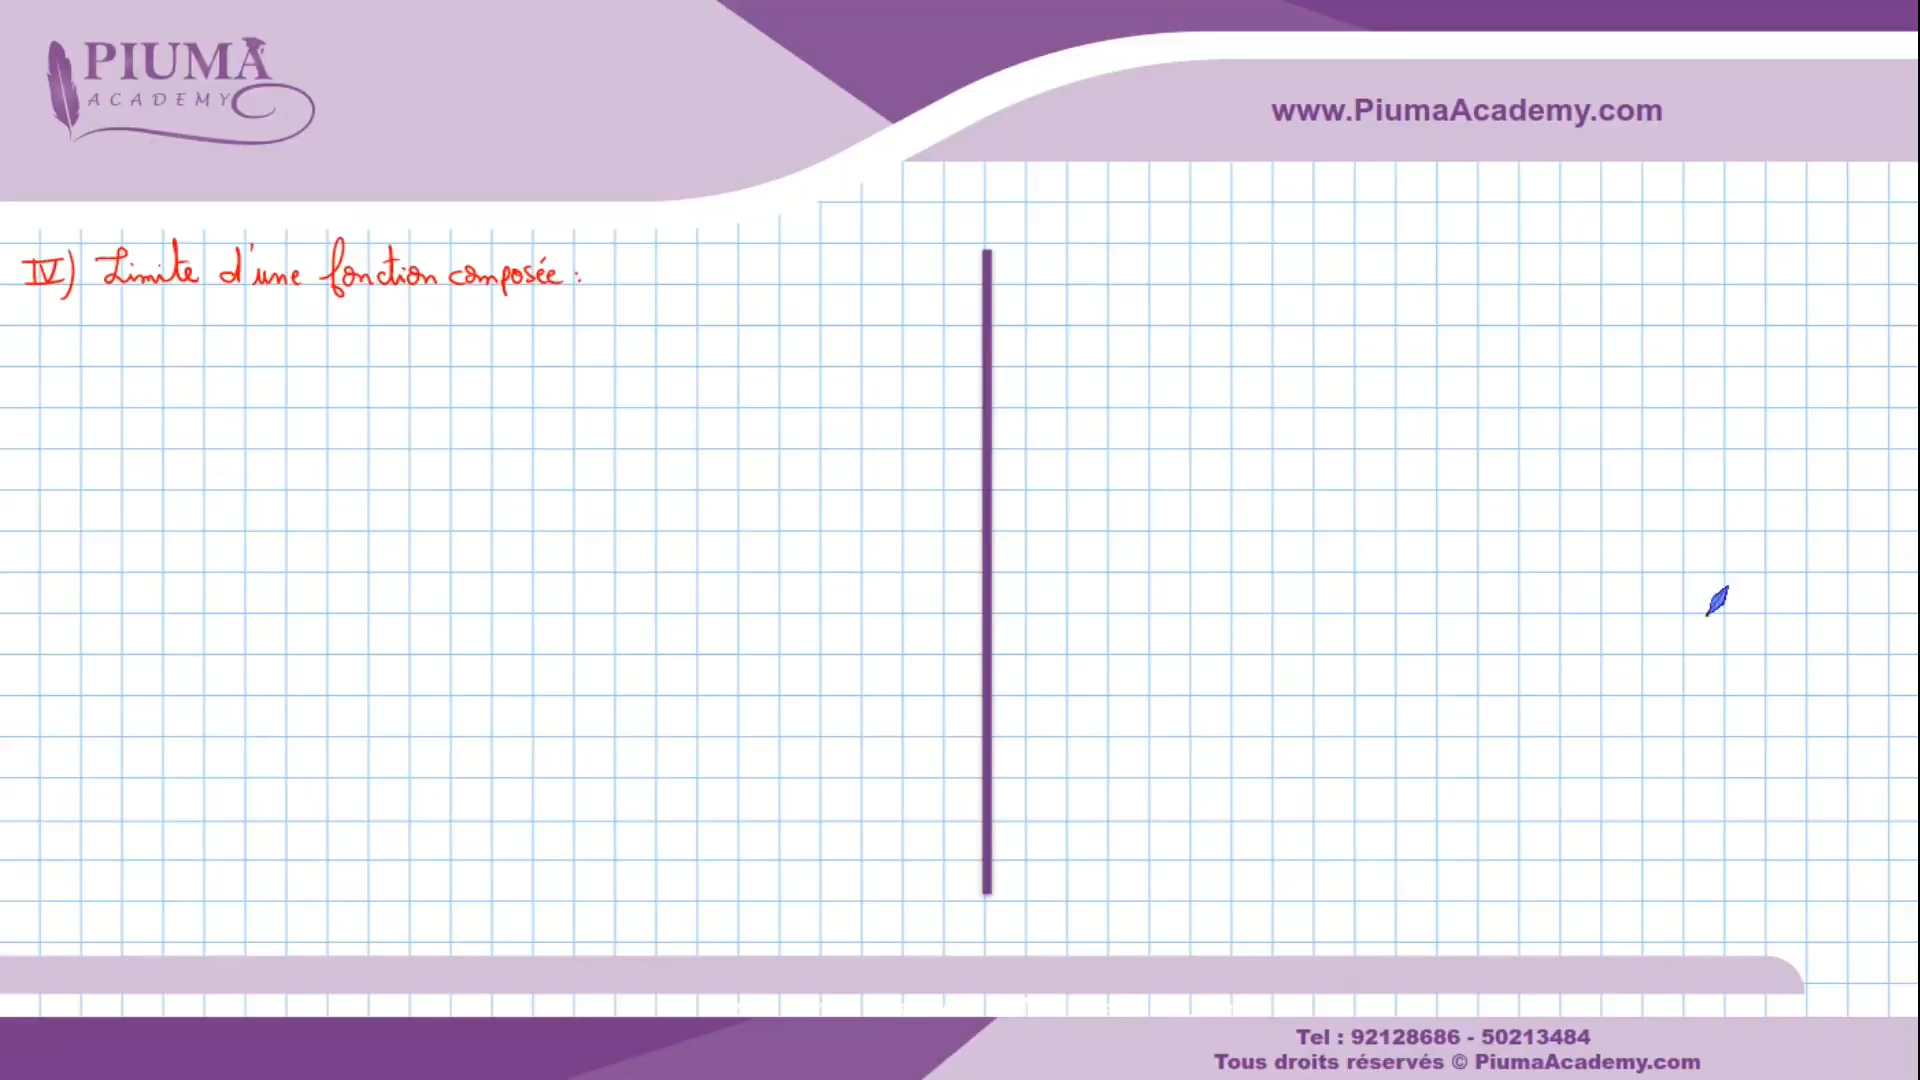 PIUMA
ACADEMY
www.PiumaAcademy.com
IV) Limite d'une fonction composée :
Tel : 92128686 - 50213484
Tous droits réservés © PiumaAcademy.com